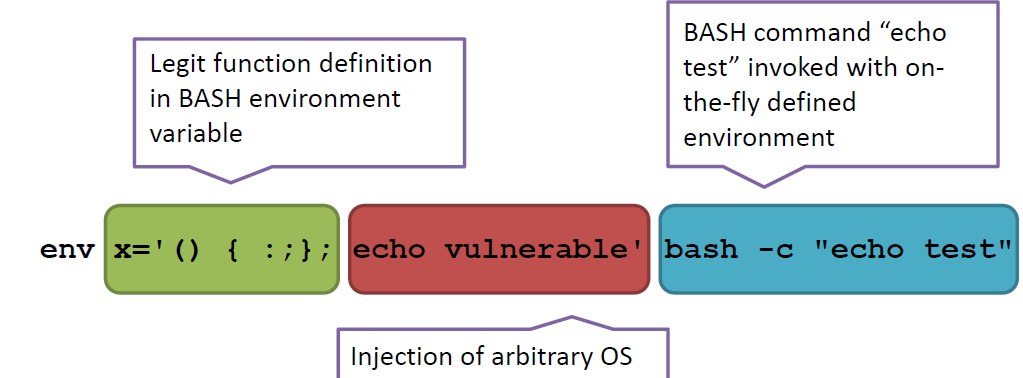 Legit function definition
in BASH environment
variable
BASH command “echo
test” invoked with on-
the-fly defined
environment
env x='() { :;}; echo vulnerable' bash -c "echo test"
Injection of arbitrary OS